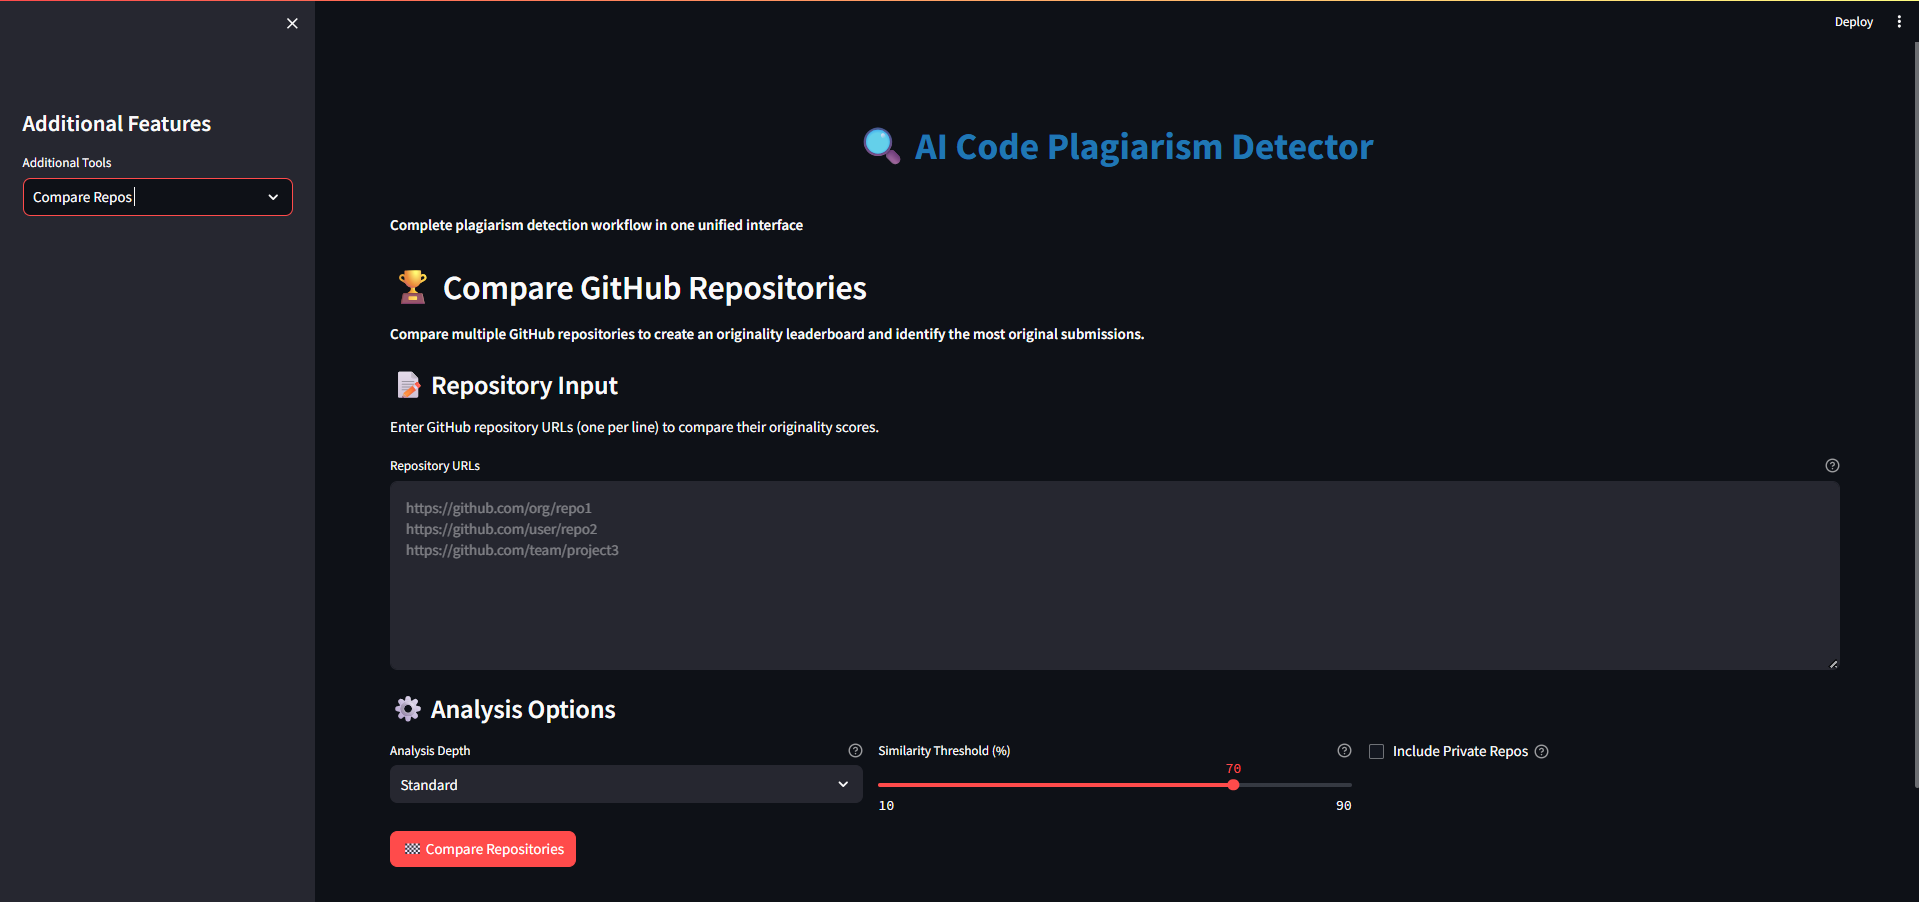 Deploy
Additional Features
Additional Tools
Compare Repos
AI Code Plagiarism Detector
Complete plagiarism detection workflow in one unified interface
Compare GitHub Repositories
Compare multiple GitHub repositories to create an originality leaderboard and identify the most original submissions.
Repository Input
Enter GitHub repository URLs (one per line) to compare their originality scores.
Repository URLs
https://github.com/org/repo1
https://github.com/user/repo2
https://github.com/team/project3
Analysis Options
Analysis Depth
Standard
Similarity Threshold (%)
70
10 90
Include Private Repos
Compare Repositories